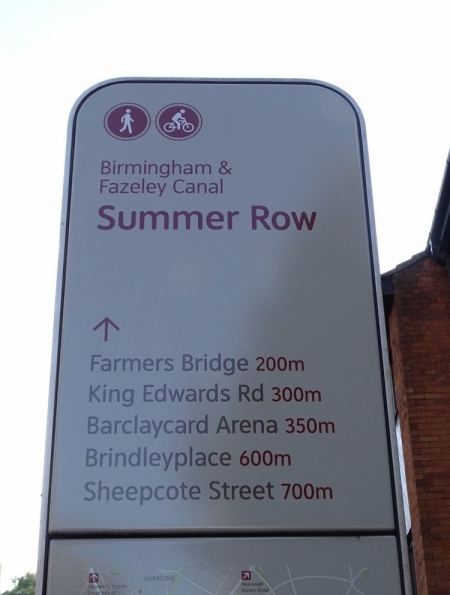 Birmingham &
Fazeley Canal
Summer Row
Farmers Bridge 200m
King Edwards Rd 300m
Barclaycard Arena 350m
Brindleyplace 600m
Sheepcote Street 700m
HARBORNE